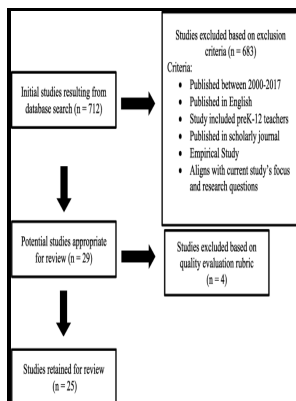 Studies excluded based on
exclusion criteria (n = 683)
Criteria:
• Published between 2000-2017
• Published in English
• Study included preK-12 teachers
• Published in scholarly journal
• Empirical Study
• Aligns with current study's focus
and research questions
Initial studies resulting from
database search (n = 712)
Potential studies appropriate
for review (n = 29)
Studies excluded based on
quality evaluation rubric
(n = 4)
Studies retained for review
(n = 25)